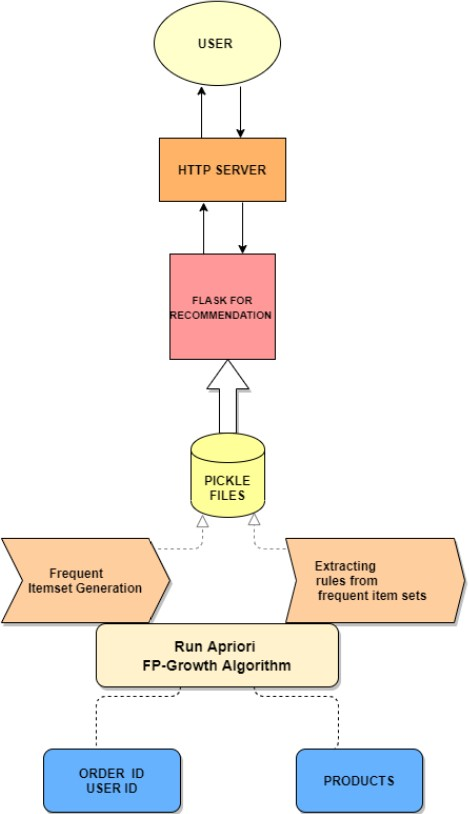 USER
HTTP SERVER
FLASK FOR
RECOMMENDATION
PICKLE
FILES
Frequent
Itemset Generation
Extracting
rules from
frequent item sets
Run Apriori
FP-Growth Algorithm
ORDER ID
USER ID
PRODUCTS